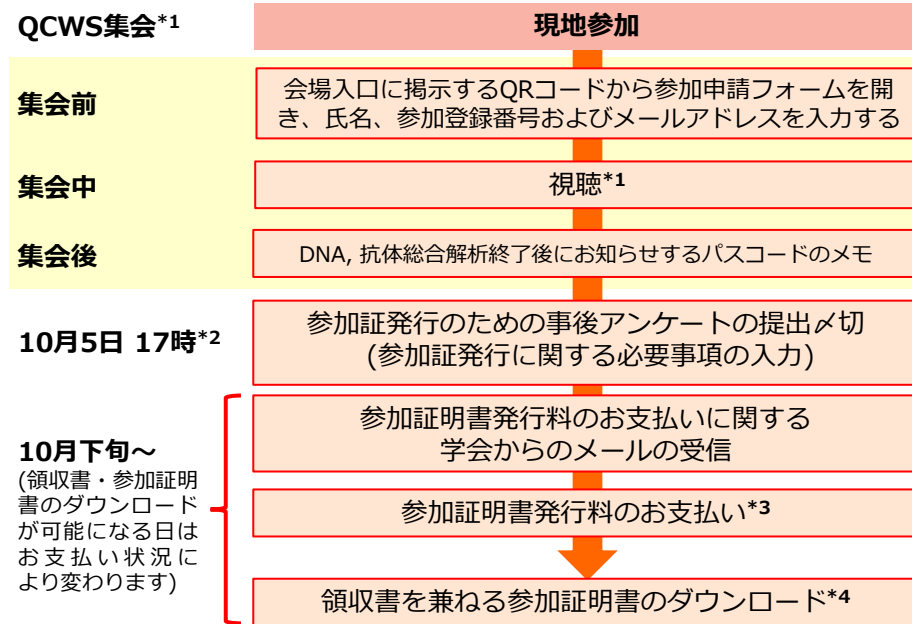 QCWS集会*1
現地参加
集会前
会場入口に掲示するQRコードから参加申請フォームを開
き、氏名、参加登録番号およびメールアドレスを入力する
集会中
視聴*1
集会後
DNA, 抗体総合解析終了後にお知らせするパスコードのメモ
10月5日 17時*2
参加証発行のための事後アンケートの提出〆切
(参加証発行に関する必要事項の入力)
10月下旬～
(領収書・参加証明
書のダウンロード
が可能になる日は
お支払い状況に
より変わります)
参加証明書発行料のお支払いに関する
学会からのメールの受信
参加証明書発行料のお支払い*3
領収書を兼ねる参加証明書のダウンロード*4